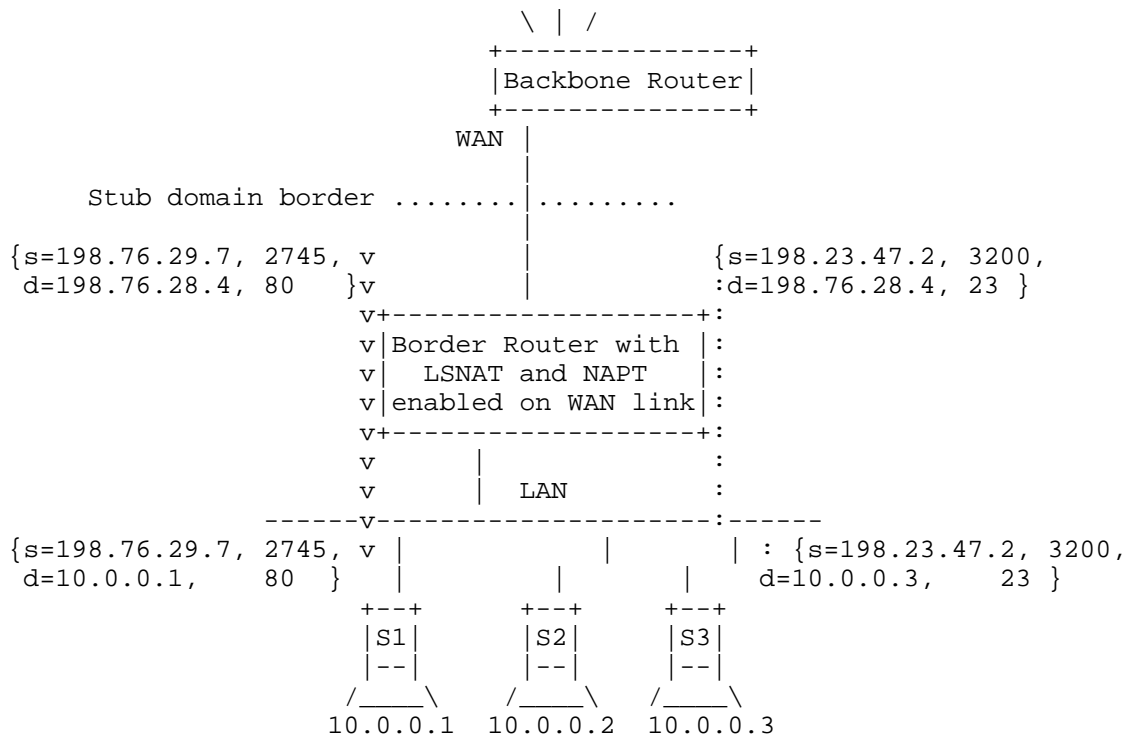 \ | /
+---------------+
|Backbone Router|
+---------------+
WAN |
|
Stub domain border ........|.........
|
{s=198.76.29.7, 2745, v | {s=198.23.47.2, 3200,
d=198.76.28.4, 80 }v | :d=198.76.28.4, 23 }
v+------------------+:
v|Border Router with |:
v| LSNAT and NAPT |:
v|enabled on WAN link|:
v+------------------+:
v | :
v | LAN :
------v---------------------:------
{s=198.76.29.7, 2745, v | | | : {s=198.23.47.2, 3200,
d=10.0.0.1, 80 } | | | d=10.0.0.3, 23 }
+--+ +--+ +--+
|S1| |S2| |S3|
|--| |--| |--|
/____\ /____\ /____\
10.0.0.1 10.0.0.2 10.0.0.3